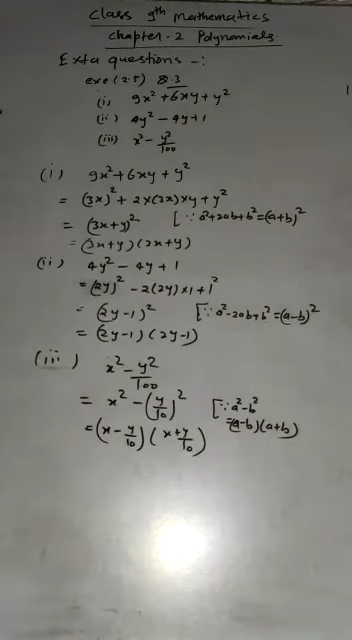 Class 9th Mathematics
Chapter-2 Polynomials.
Exta questions -:
exe (2.5) 8.3
(i) 9x²+6xy+y²
(ii) 4y²-4y+1
(iii) x²-y²/100
(i) 9x²+6xy+y²
= (3x)²+2×(3x)×y+y²
= (3x+y)² [∵a²+2ab+b²=(a+b)²
= (3x+y)(3x+y)
(ii) 4y²-4y+1
= (2y)²-2(2y)×1+1²
= (2y-1)² [∵a²-2ab+b²=(a-b)²
= (2y-1)(2y-1)
(iii) x²-y²/100
= x²-(y/10)² [∵a²-b²
=(x-y/10)(x+y/10) =(a-b)(a+b)